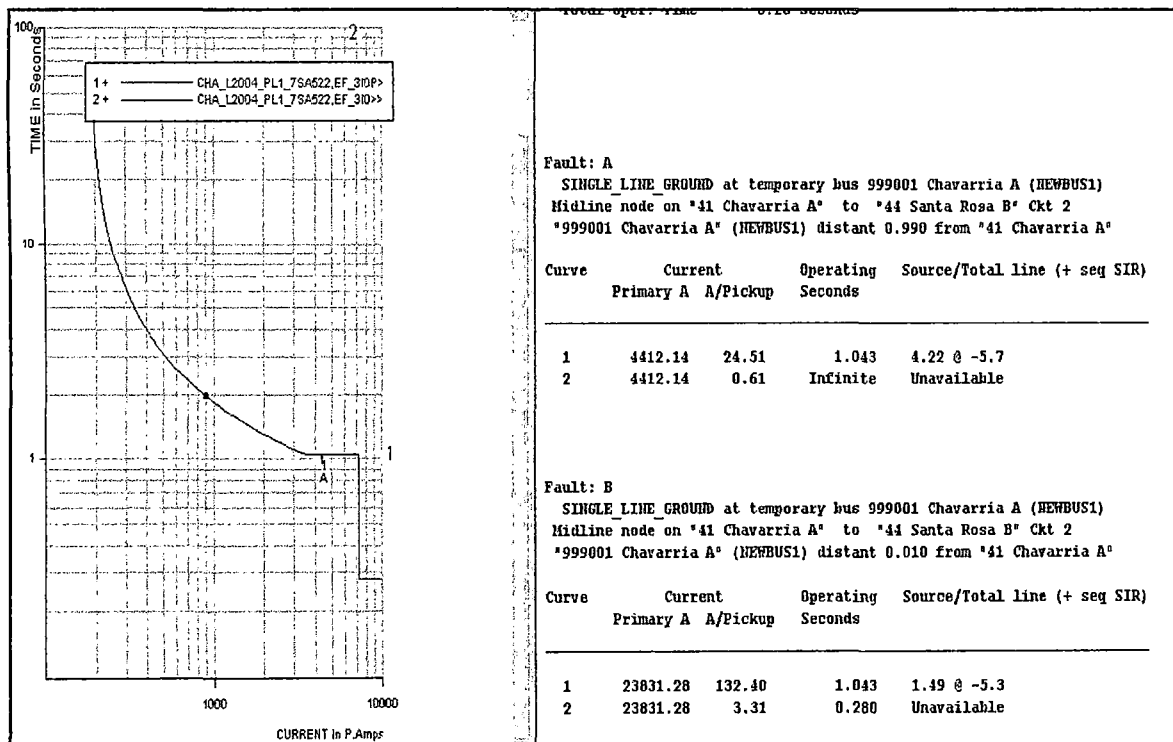 100
2
TIME in Seconds
1 + CHA_L2004_PL1_7SA522,EF_3I0P>
2 + CHA_L2004_PL1_7SA522,EF_3I0>>
10
1
1
A
1000
10000
CURRENT in P.Amps
Total Oper. Time 0.28 Seconds
Fault: A
SINGLE_LINE_GROUND at temporary bus 999001 Chavarria A (NEWBUS1)
Midline node on "41 Chavarria A" to "44 Santa Rosa B" Ckt 2
"999001 Chavarria A" (NEWBUS1) distant 0.990 from "41 Chavarria A"
Curve Current Operating Source/Total line (+ seq SIR)
Primary A A/Pickup Seconds
1 4412.14 24.51 1.043 4.22 @ -5.7
2 4412.14 0.61 Infinite Unavailable
Fault: B
SINGLE_LINE_GROUND at temporary bus 999001 Chavarria A (NEWBUS1)
Midline node on "41 Chavarria A" to "44 Santa Rosa B" Ckt 2
"999001 Chavarria A" (NEWBUS1) distant 0.010 from "41 Chavarria A"
Curve Current Operating Source/Total line (+ seq SIR)
Primary A A/Pickup Seconds
1 23831.28 132.40 1.043 1.49 @ -5.3
2 23831.28 3.31 0.280 Unavailable